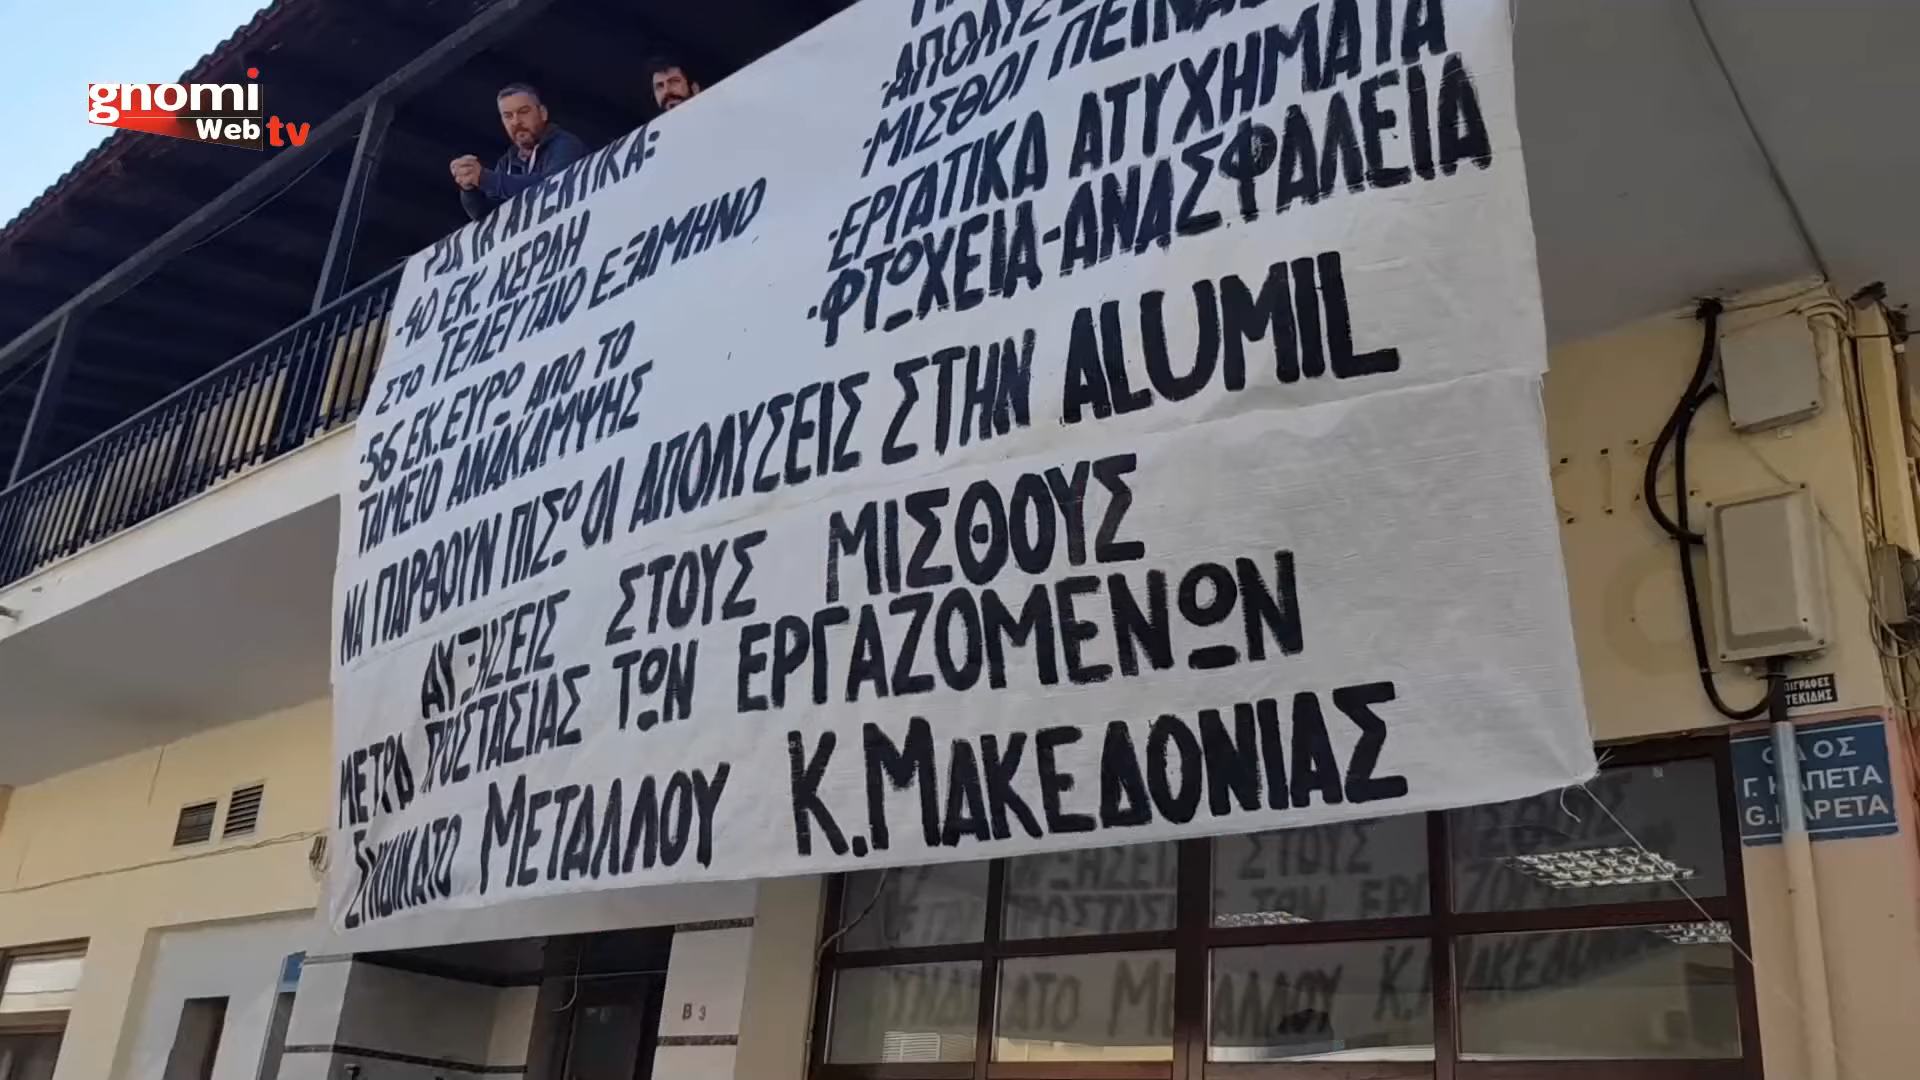 gnomi
Web tv
ΓΙΑ ΤΑ ΑΦΕΝΤΙΚΑ:
-40 ΕΚ. ΚΕΡΔΗ
ΣΤΟ ΤΕΛΕΥΤΑΙΟ ΕΞΑΜΗΝΟ
-56 ΕΚ. ΕΥΡΩ ΑΠΟ ΤΟ
ΤΑΜΕΙΟ ΑΝΑΚΑΜΨΗΣ
-ΜΙΣΘΟΙ
-ΕΡΓΑΤΙΚΑ ΑΤΥΧΗΜΑΤΑ
-ΦΤΩΧΕΙΑ-ΑΝΑΣΦΑΛΕΙΑ
ΝΑ ΠΑΡΘΟΥΝ ΠΙΣΩ ΟΙ ΑΠΟΛΥΣΕΙΣ ΣΤΗΝ ALUMIL
ΑΥΞΗΣΕΙΣ ΣΤΟΥΣ ΜΙΣΘΟΥΣ
ΜΕΤΡΑ ΠΡΟΣΤΑΣΙΑΣ ΤΩΝ ΕΡΓΑΖΟΜΕΝΩΝ
ΣΥΝΔΙΚΑΤΟ ΜΕΤΑΛΛΟΥ Κ.ΜΑΚΕΔΟΝΙΑΣ
ΟΔΟΣ
Γ. ΚΑΠΕΤΑ
G. KAPETA
B 3